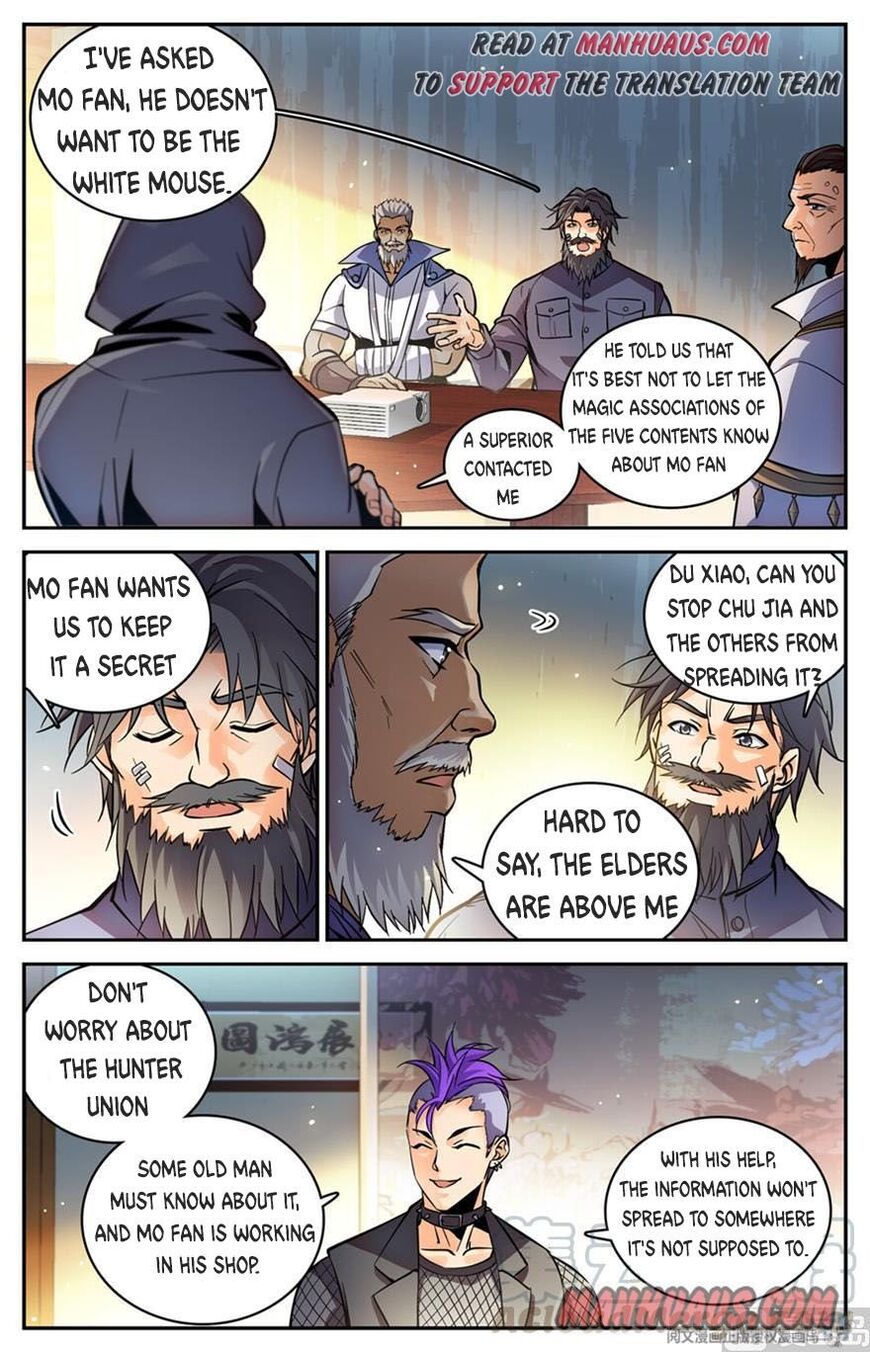 READ AT MANHUAUS.COM
TO SUPPORT THE TRANSLATION TEAM
I'VE ASKED
MO FAN, HE DOESN'T
WANT TO BE THE
WHITE MOUSE.
A SUPERIOR
CONTACTED
ME
HE TOLD US THAT
IT'S BEST NOT TO LET THE
MAGIC ASSOCIATIONS OF
THE FIVE CONTENTS KNOW
ABOUT MO FAN
MO FAN WANTS
US TO KEEP
IT A SECRET
DU XIAO, CAN YOU
STOP CHU JIA AND
THE OTHERS FROM
SPREADING IT?
HARD TO
SAY, THE ELDERS
ARE ABOVE ME
DON'T
WORRY ABOUT
THE HUNTER
UNION
圖鴻展
SOME OLD MAN
MUST KNOW ABOUT IT,
AND MO FAN IS WORKING
IN HIS SHOP.
WITH HIS HELP,
THE INFORMATION WON'T
SPREAD TO SOMEWHERE
IT'S NOT SUPPOSED TO.
MANHUAUS.COM